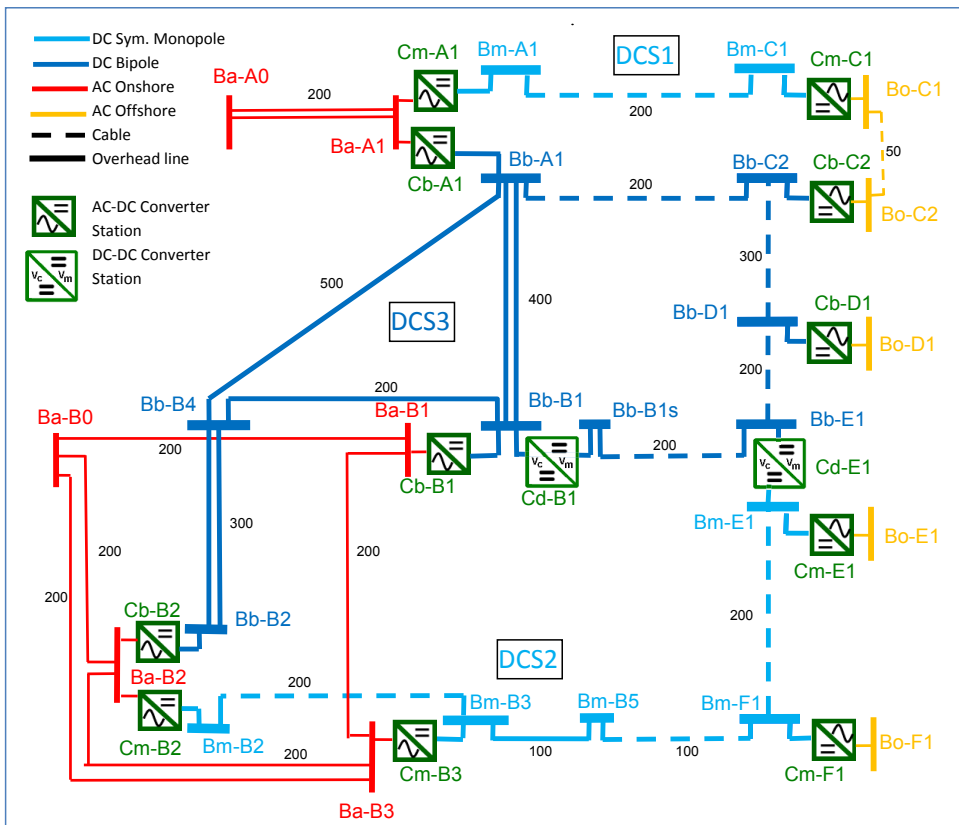 DC Sym. Monopole
DC Bipole
AC Onshore
AC Offshore
Cable
Overhead line
AC-DC Converter
Station
DC-DC Converter
Station
Vc
Vm
Cm-A1
Bm-A1
DCS1
Bm-C1
Cm-C1
Ba-A0
Bo-C1
200
200
Ba-A1
50
Cb-A1
Bb-A1
Bb-C2
Cb-C2
200
Bo-C2
300
500
400
DCS3
Bb-D1
Cb-D1
Bo-D1
200
200
Ba-B0
Bb-B4
Ba-B1
Bb-B1
Bb-B1s
Bb-E1
200
200
Cb-B1
Vc
Vm
Cd-B1
Vc
Vm
Cd-E1
Bm-E1
300
200
200
Bo-E1
Cm-E1
200
Cb-B2
Bb-B2
200
DCS2
Ba-B2
200
Bm-B3
Bm-B5
Bm-F1
Cm-B2
Bm-B2
200
Cm-B3
100
100
Bo-F1
Cm-F1
Ba-B3